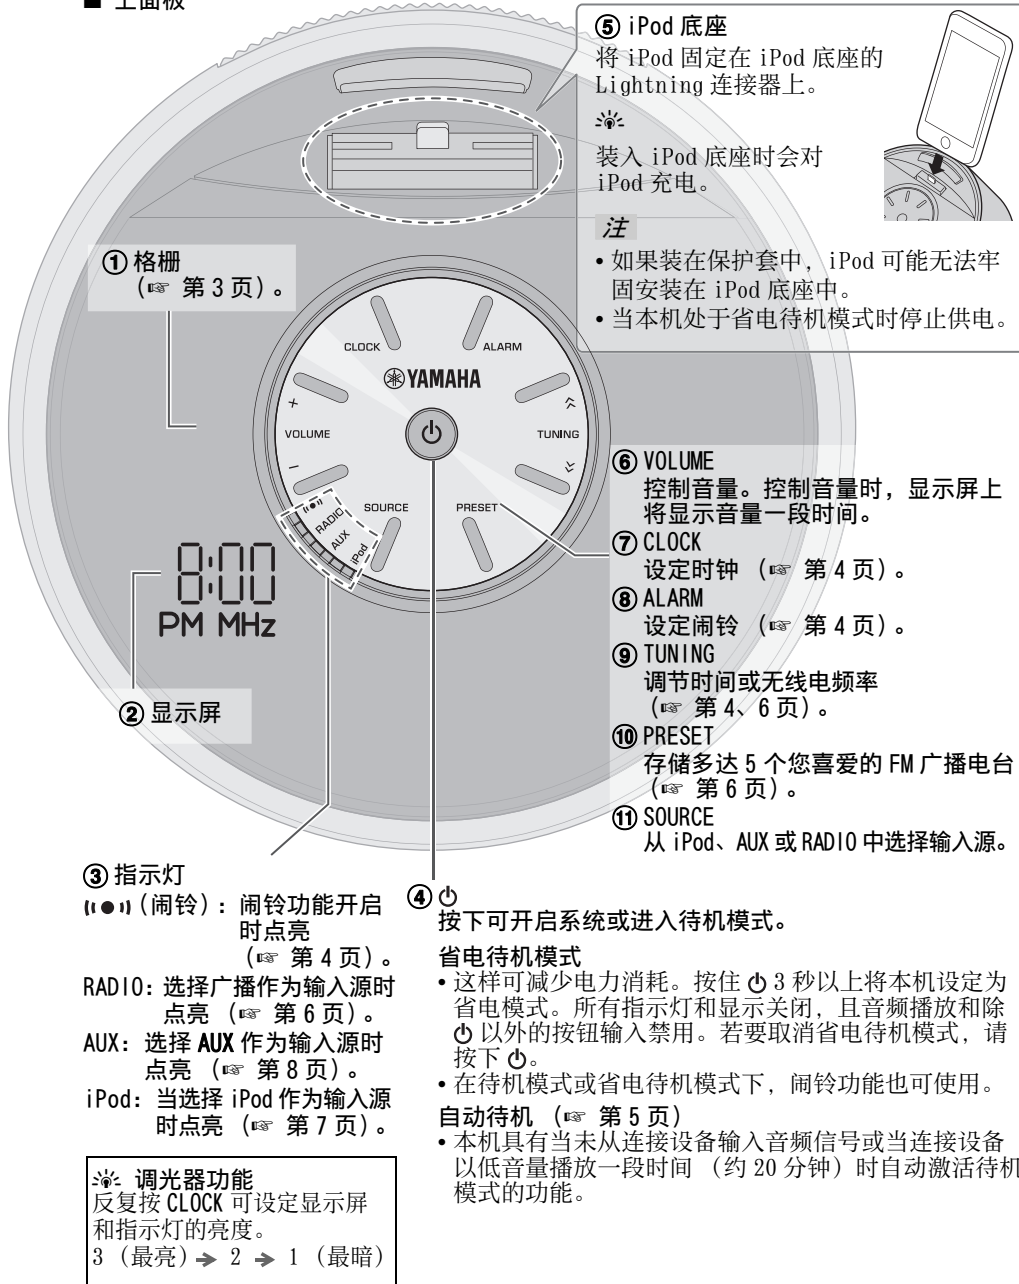 ■ 上面板
⑤ iPod 底座
将 iPod 固定在 iPod 底座的
Lightning 连接器上。
装入 iPod 底座时会对
iPod 充电。
注
• 如果装在保护套中，iPod 可能无法牢
固安装在 iPod 底座中。
• 当本机处于省电待机模式时停止供电。
① 格栅
（☞ 第 3 页）。
CLOCK
ALARM
YAMAHA
+
VOLUME
−
TUNING
SOURCE
PRESET
RADIO
AUX
iPod
8:00
PM MHz
② 显示屏
⑥ VOLUME
控制音量。控制音量时，显示屏上
将显示音量一段时间。
⑦ CLOCK
设定时钟 （☞ 第 4 页）。
⑧ ALARM
设定闹铃 （☞ 第 4 页）。
⑨ TUNING
调节时间或无线电频率
（☞ 第 4、6 页）。
⑩ PRESET
存储多达 5 个您喜爱的 FM 广播电台
（☞ 第 6 页）。
⑪ SOURCE
从 iPod、AUX 或 RADIO 中选择输入源。
③ 指示灯
（闹铃）: 闹铃功能开启
时点亮
（☞ 第 4 页）。
RADIO: 选择广播作为输入源时
点亮 （☞ 第 6 页）。
AUX: 选择 AUX 作为输入源时
点亮 （☞ 第 8 页）。
iPod: 当选择 iPod 作为输入源
时点亮 （☞ 第 7 页）。
调光器功能
反复按 CLOCK 可设定显示屏
和指示灯的亮度。
3 （最亮）→ 2 → 1 （最暗）
④ ⏻
按下可开启系统或进入待机模式。
省电待机模式
• 这样可减少电力消耗。按住 ⏻ 3 秒以上将本机设定为
省电模式。所有指示灯和显示关闭，且音频播放和除
⏻ 以外的按钮输入禁用。若要取消省电待机模式，请
按下 ⏻。
• 在待机模式或省电待机模式下，闹铃功能也可使用。
自动待机 （☞ 第 5 页）
• 本机具有当未从连接设备输入音频信号或当连接设备
以低音量播放一段时间 （约 20 分钟）时自动激活待机
模式的功能。